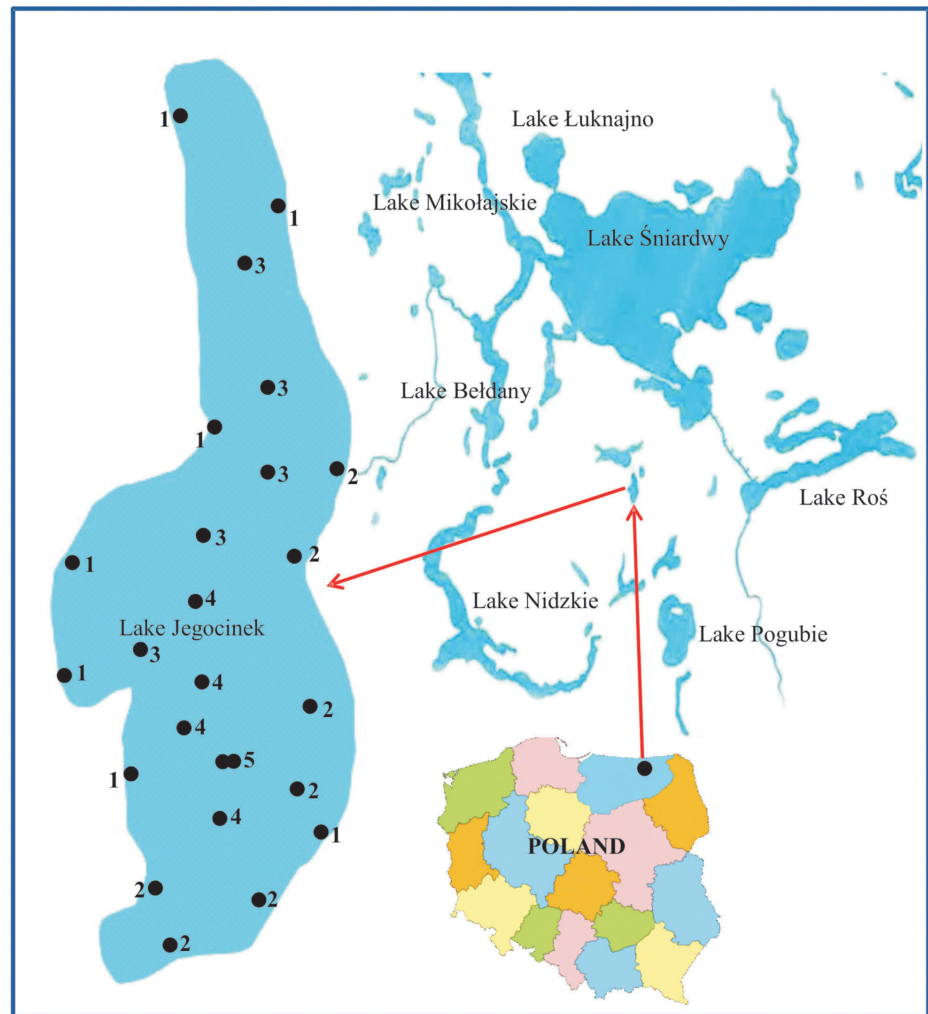 Lake Łuknajno
1
Lake Mikołajskie
1
Lake Śniardwy
3
3
Lake Bełdany
1
3
2
Lake Roś
3
2
1
4
Lake Nidzkie
Lake Jegocinek
Lake Pogubie
3
1
4
2
4
5
1
2
4
1
POLAND
2
2
2